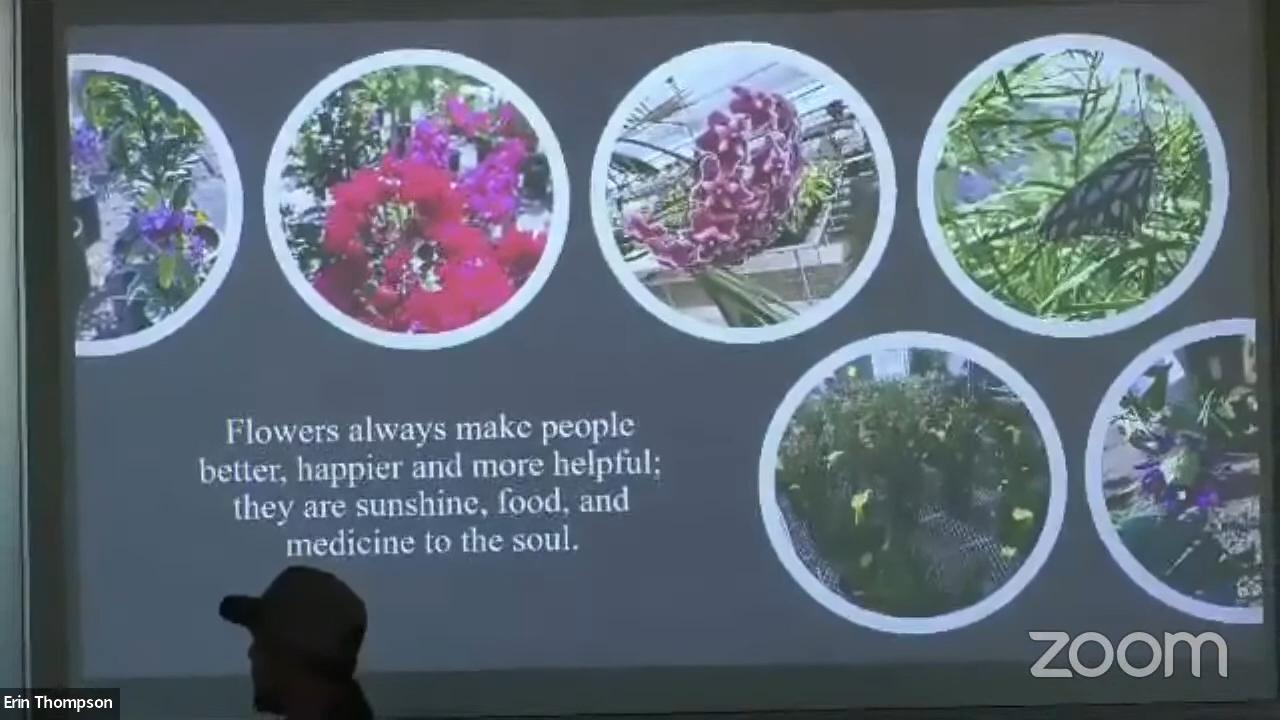 Flowers always make people
better, happier and more helpful;
they are sunshine, food, and
medicine to the soul.
zoom
Erin Thompson